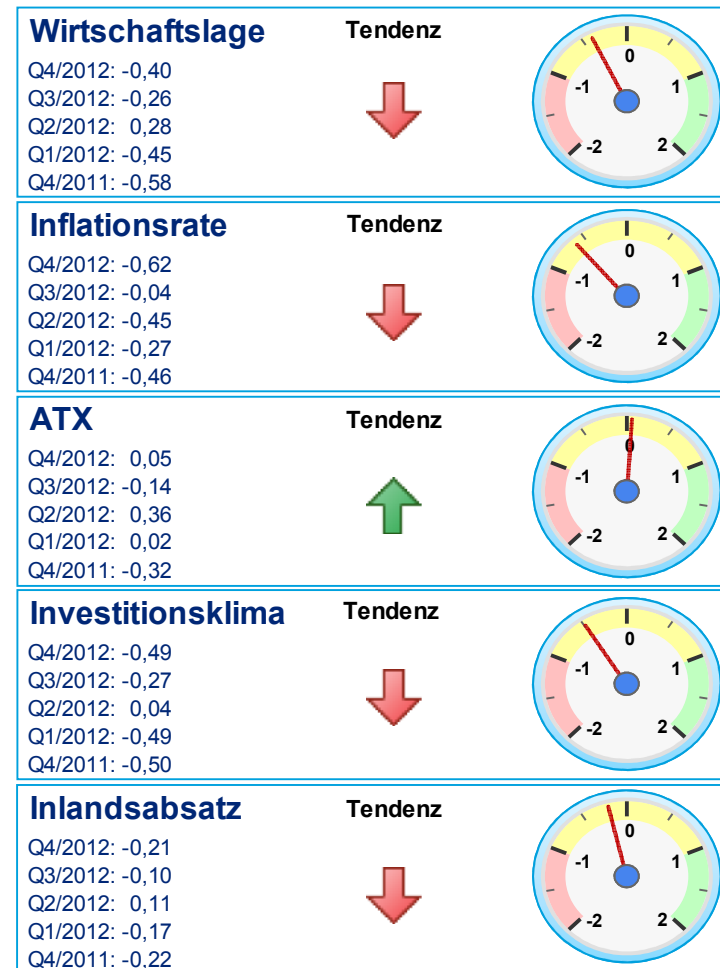 Wirtschaftslage Tendenz
Q4/2012: -0,40
Q3/2012: -0,26
Q2/2012: 0,28
Q1/2012: -0,45
Q4/2011: -0,58
0
-1 1
-2 2
Inflationsrate Tendenz
Q4/2012: -0,62
Q3/2012: -0,04
Q2/2012: -0,45
Q1/2012: -0,27
Q4/2011: -0,46
0
-1 1
-2 2
ATX Tendenz
Q4/2012: 0,05
Q3/2012: -0,14
Q2/2012: 0,36
Q1/2012: 0,02
Q4/2011: -0,32
0
-1 1
-2 2
Investitionsklima Tendenz
Q4/2012: -0,49
Q3/2012: -0,27
Q2/2012: 0,04
Q1/2012: -0,49
Q4/2011: -0,50
0
-1 1
-2 2
Inlandsabsatz Tendenz
Q4/2012: -0,21
Q3/2012: -0,10
Q2/2012: 0,11
Q1/2012: -0,17
Q4/2011: -0,22
0
-1 1
-2 2